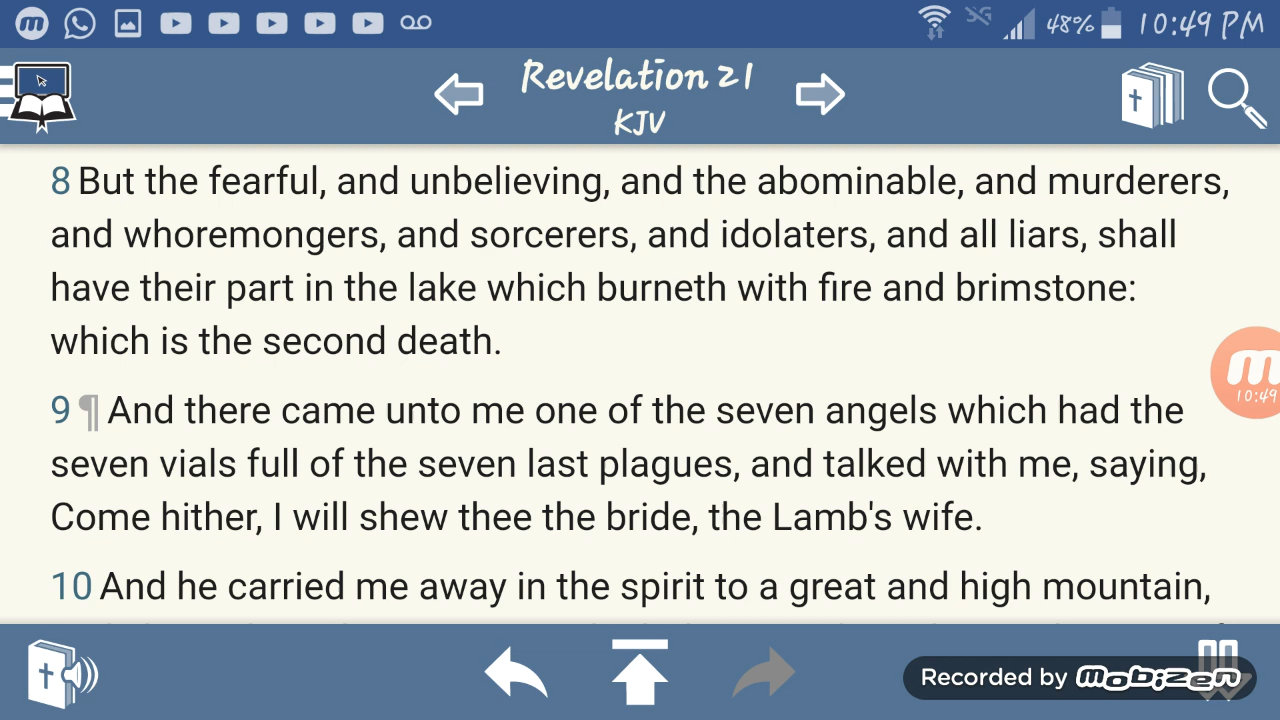 48% 10:49 PM
Revelation 21
KJV
8 But the fearful, and unbelieving, and the abominable, and murderers,
and whoremongers, and sorcerers, and idolaters, and all liars, shall
have their part in the lake which burneth with fire and brimstone:
which is the second death.
9 ¶ And there came unto me one of the seven angels which had the
seven vials full of the seven last plagues, and talked with me, saying,
Come hither, I will shew thee the bride, the Lamb's wife.
10:49
10 And he carried me away in the spirit to a great and high mountain,
Recorded by mobizen